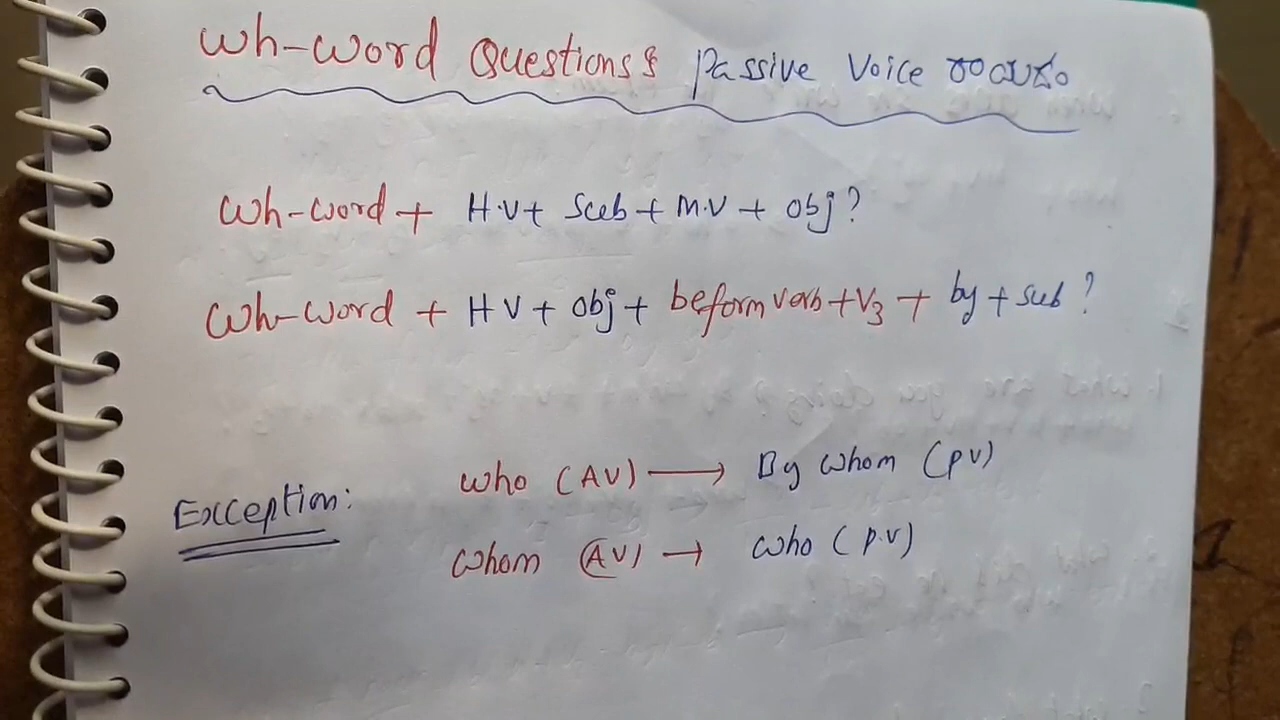 Wh-word Questions & Passive Voice
Wh-word + H.V + Sub + M.V + obj?
Wh-word + HV + obj + beform verb + V3 + by + sub?
Exception:
Who (AV) → By whom (PV)
Whom (AV) → Who (P.V)